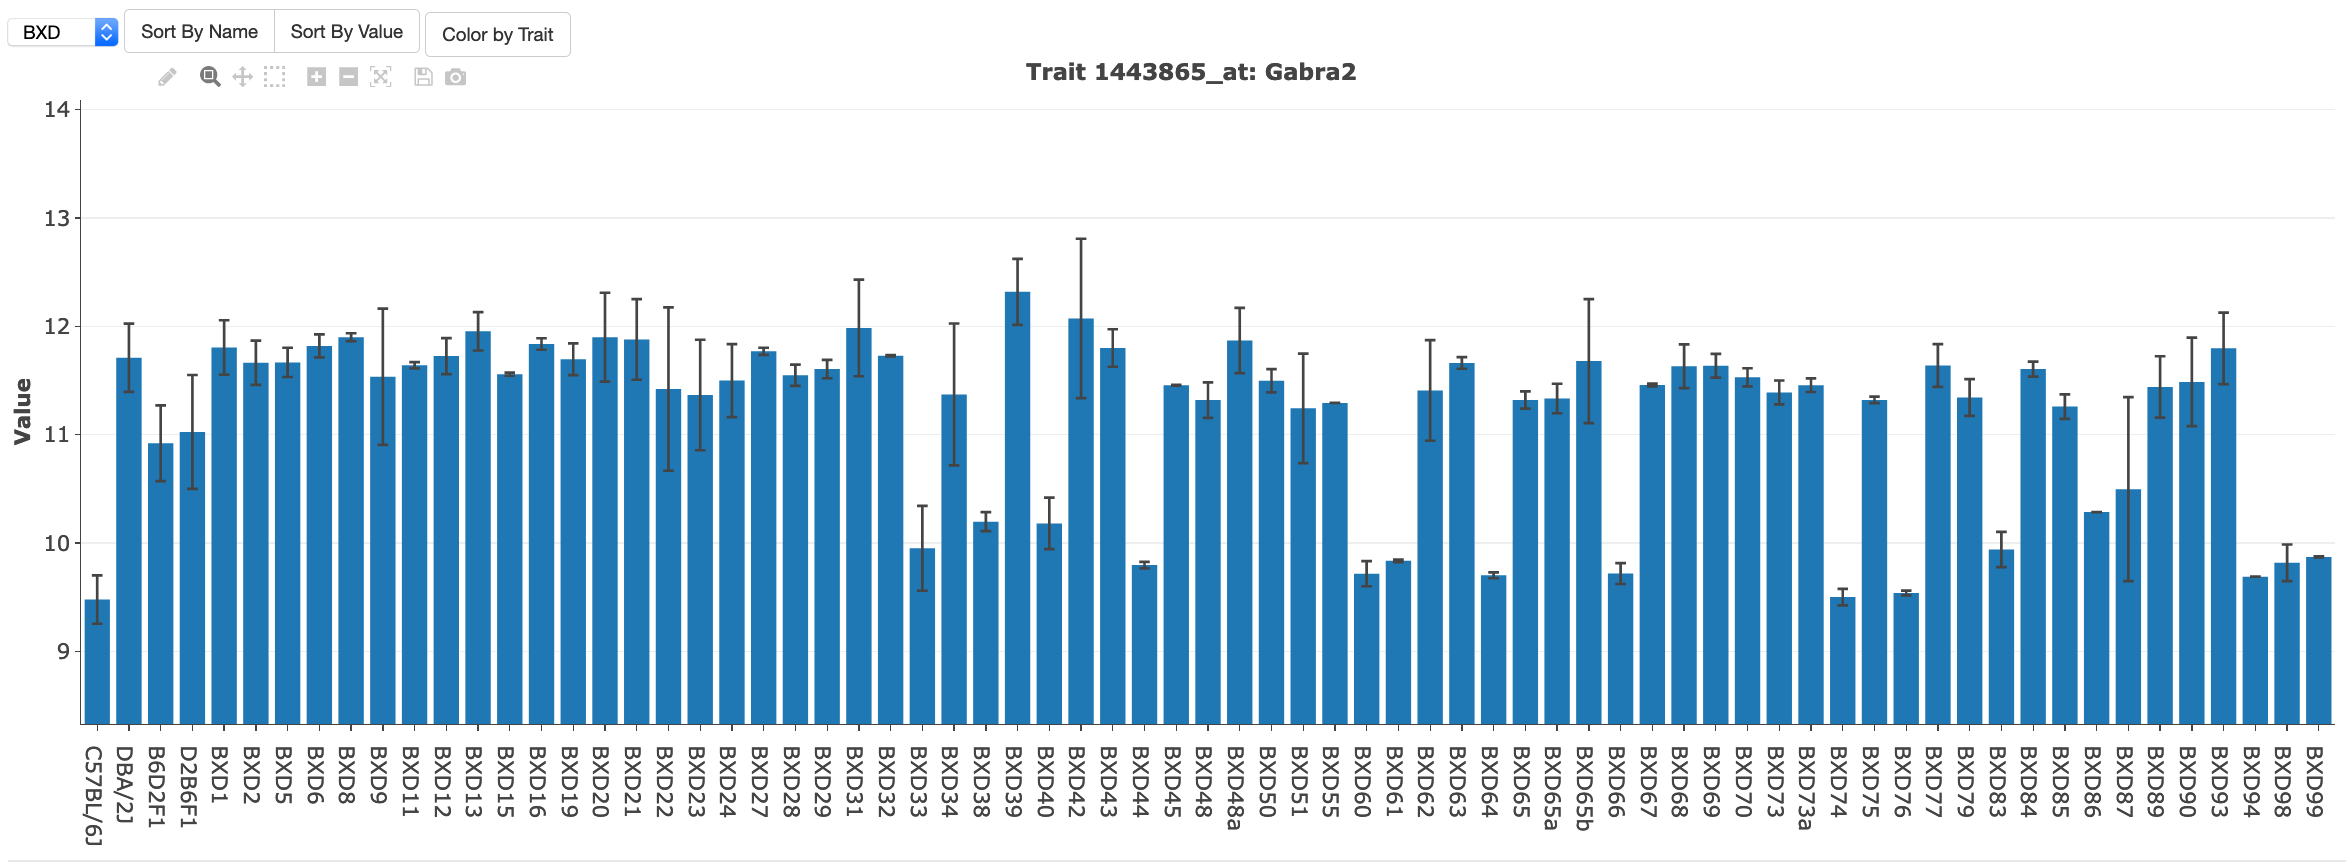 BXD Sort By Name Sort By Value Color by Trait
Trait 1443865_at: Gabra2
14
13
12
11
10
9
Value
C57BL/6J
DBA/2J
B6D2F1
D2B6F1
BXD1
BXD2
BXD5
BXD6
BXD8
BXD9
BXD11
BXD12
BXD13
BXD15
BXD16
BXD19
BXD20
BXD21
BXD22
BXD23
BXD24
BXD27
BXD28
BXD29
BXD31
BXD32
BXD33
BXD34
BXD38
BXD39
BXD40
BXD42
BXD43
BXD44
BXD45
BXD48
BXD48a
BXD50
BXD51
BXD55
BXD60
BXD61
BXD62
BXD63
BXD64
BXD65
BXD65a
BXD65b
BXD66
BXD67
BXD68
BXD69
BXD70
BXD73
BXD73a
BXD74
BXD75
BXD76
BXD77
BXD79
BXD83
BXD84
BXD85
BXD86
BXD87
BXD89
BXD90
BXD93
BXD94
BXD98
BXD99